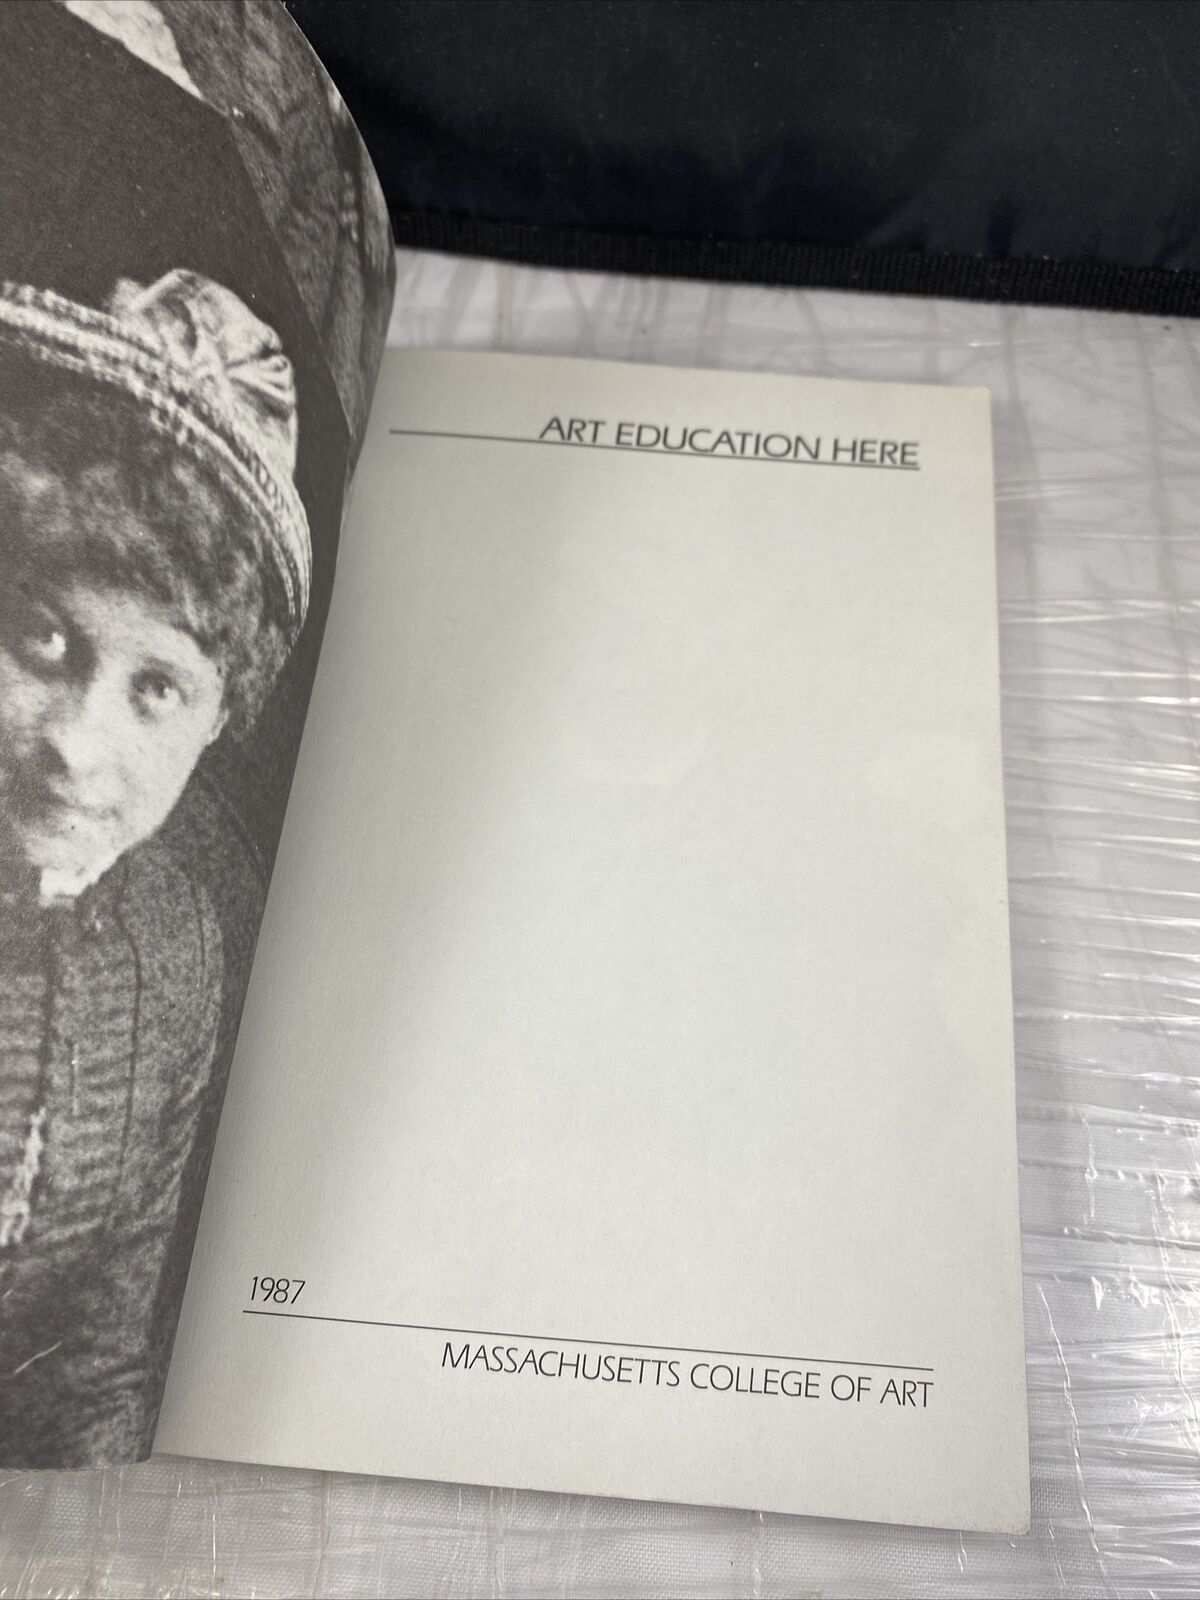 ART EDUCATION HERE
1987
MASSACHUSETTS COLLEGE OF ART